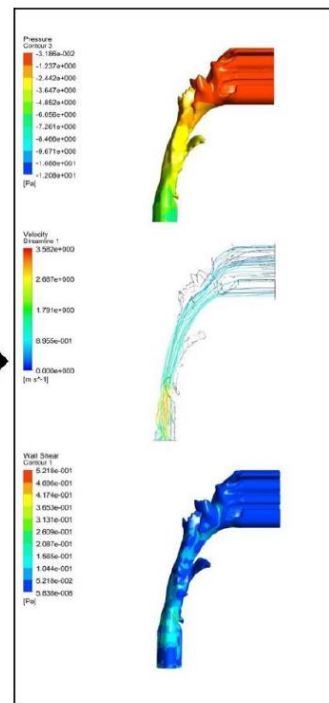 Pressure
Contour 3
-3.186e-002
-1.237e+000
-2.442e+000
-3.647e+000
-4.852e+000
-6.056e+000
-7.261e+000
-8.466e+000
-9.671e+000
-1.088e+001
-1.208e+001
[Pa]
Velocity
Streamline 1
3.582e+000
2.687e+000
1.791e+000
8.955e-001
0.000e+000
[m s^-1]
Wall Shear
Contour 1
5.218e-001
4.696e-001
4.174e-001
3.653e-001
3.131e-001
2.609e-001
2.087e-001
1.565e-001
1.044e-001
5.218e-002
5.838e-008
[Pa]